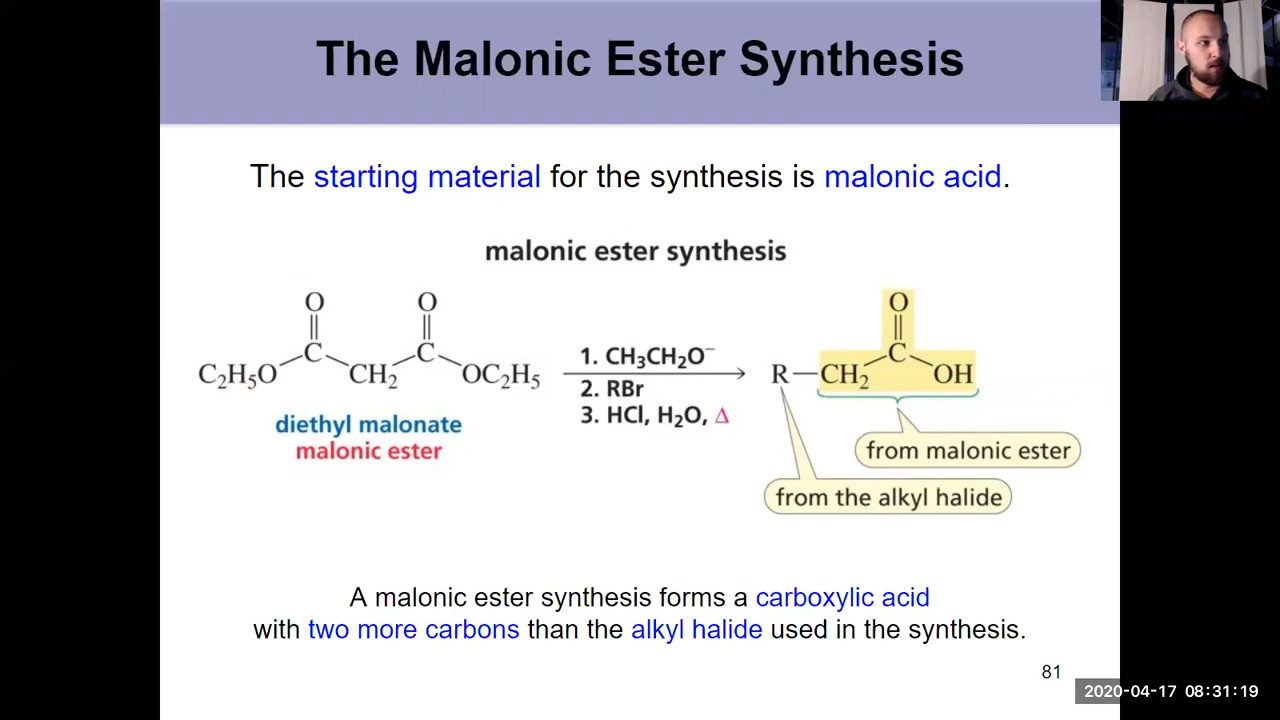 The Malonic Ester Synthesis
The starting material for the synthesis is malonic acid.
malonic ester synthesis
O O O
C C C
C₂H₅O CH₂ OC₂H₅ R—CH₂ OH
1. CH₃CH₂O⁻
2. RBr
3. HCl, H₂O, Δ
diethyl malonate
malonic ester
from malonic ester
from the alkyl halide
A malonic ester synthesis forms a carboxylic acid
with two more carbons than the alkyl halide used in the synthesis.
81
2020-04-17 08:31:19